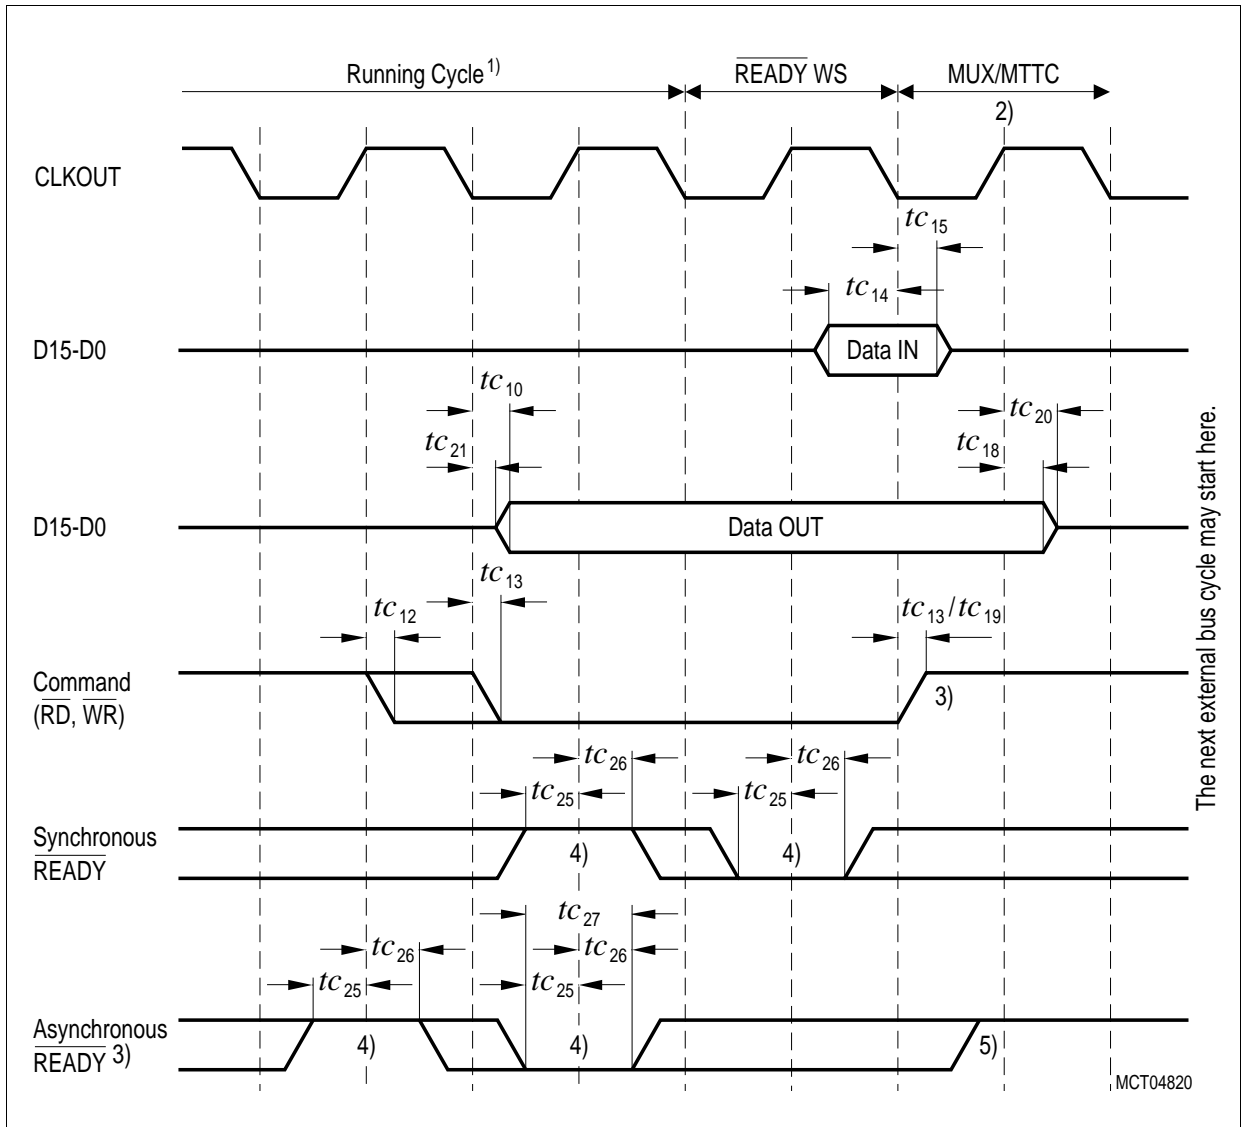 Running Cycle 1)
READY WS
MUX/MTTC
2)
CLKOUT
tc15
tc14
D15-D0
Data IN
tc10
tc20
tc21
tc18
D15-D0
Data OUT
tc13
tc12
tc13/tc19
Command
(RD, WR)
3)
tc26
tc26
tc25
tc25
Synchronous
READY
4)
4)
tc27
tc26
tc26
tc25
tc25
Asynchronous
READY 3)
4)
4)
5)
MCT04820
The next external bus cycle may start here.